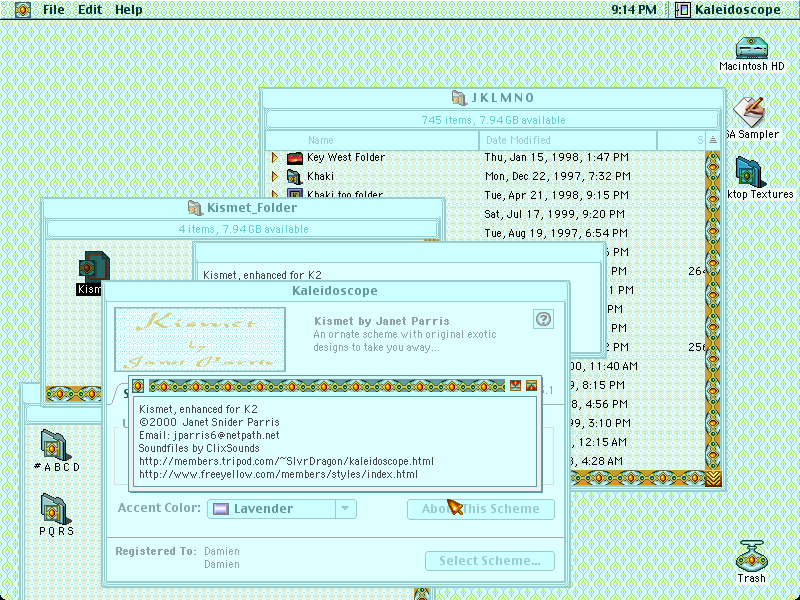 File Edit Help
9:14 PM Kaleidoscope
Macintosh HD
SA Sampler
ktop Textures
Trash
JKLMNO
745 items, 7.94 GB available
Name Date Modified S
Key West Folder Thu, Jan 15, 1998, 1:47 PM
Khaki Mon, Dec 22, 1997, 7:32 PM
Khaki too folder Tue, Apr 21, 1998, 9:15 PM
Sat, Jul 17, 1999, 9:20 PM
Tue, Aug 19, 1997, 6:54 PM
6 PM
PM 264
1 PM
PM
PM
2 PM 256
00, 11:40 AM
8:15 PM
4:56 PM
9, 3:10 PM
12:15 AM
4:28 AM
Kismet_Folder
4 items, 7.94 GB available
Kism
Kismet, enhanced for K2
#ABCD
PQRS
Kaleidoscope
Kismet
by
Janet Parris
Kismet by Janet Parris
An ornate scheme with original exotic
designs to take you away...
?
S
.1
Kismet, enhanced for K2
©2000 Janet Snider Parris
Email: jparris6@netpath.net
Soundfiles by ClixSounds
http://members.tripod.com/~SlvrDragon/kaleidoscope.html
http://www.freeyellow.com/members/styles/index.html
Accent Color: Lavender
About This Scheme
Registered To: Damien
Damien
Select Scheme...